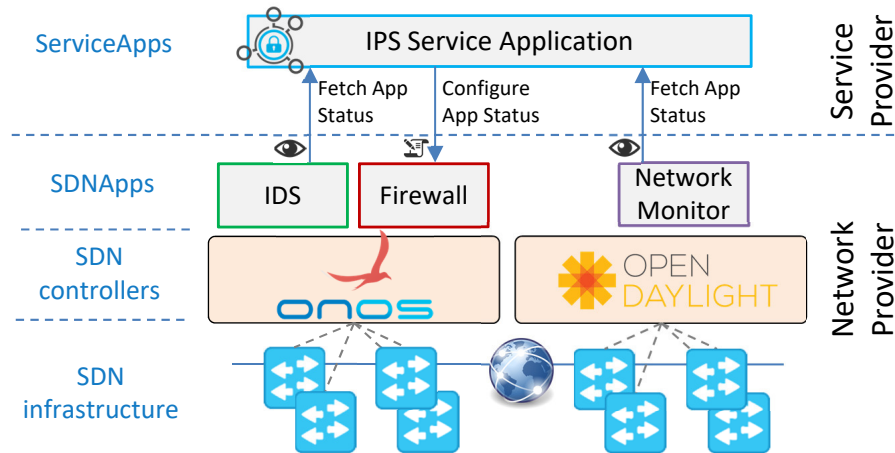 ServiceApps
IPS Service Application
Service
Provider
Fetch App
Status
Configure
App Status
Fetch App
Status
SDNApps
IDS
Firewall
Network
Monitor
SDN
controllers
onos
OPEN
DAYLIGHT
Network
Provider
SDN
infrastructure